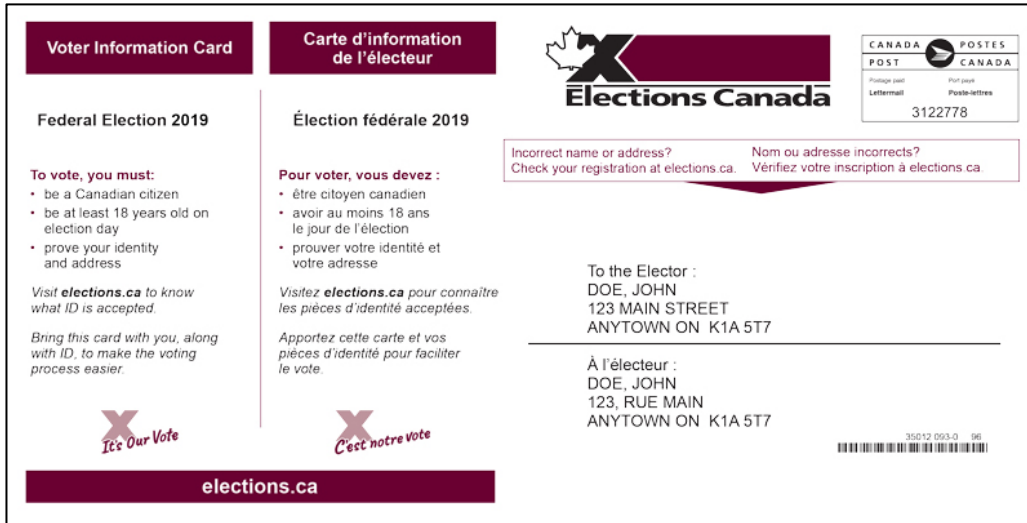 Voter Information Card
Federal Election 2019
To vote, you must:
• be a Canadian citizen
• be at least 18 years old on
election day
• prove your identity
and address
Visit elections.ca to know
what ID is accepted.
Bring this card with you, along
with ID, to make the voting
process easier.
X
It's Our Vote
Carte d'information
de l'électeur
Élection fédérale 2019
Pour voter, vous devez :
• être citoyen canadien
• avoir au moins 18 ans
le jour de l'élection
• prouver votre identité et
votre adresse
Visitez elections.ca pour connaître
les pièces d'identité acceptées.
Apportez cette carte et vos
pièces d'identité pour faciliter
le vote.
X
C'est notre vote
elections.ca
X
Élections Canada
CANADA POSTES
POST CANADA
Postage paid Port payé
Lettermail Poste-lettres
3122778
Incorrect name or address?
Check your registration at elections.ca.
Nom ou adresse incorrects?
Vérifiez votre inscription à elections.ca.
To the Elector :
DOE, JOHN
123 MAIN STREET
ANYTOWN ON K1A 5T7
À l'électeur :
DOE, JOHN
123, RUE MAIN
ANYTOWN ON K1A 5T7
35012 093-0 96